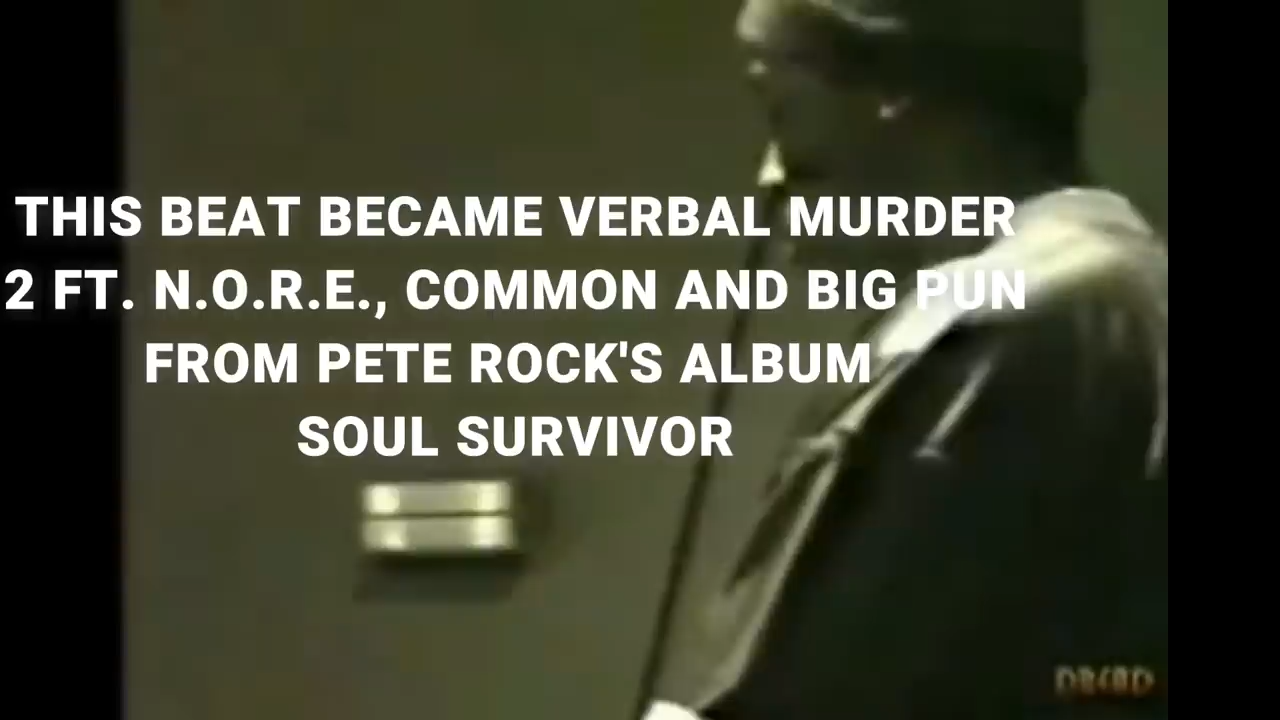 THIS BEAT BECAME VERBAL MURDER
2 FT. N.O.R.E., COMMON AND BIG PUN
FROM PETE ROCK'S ALBUM
SOUL SURVIVOR